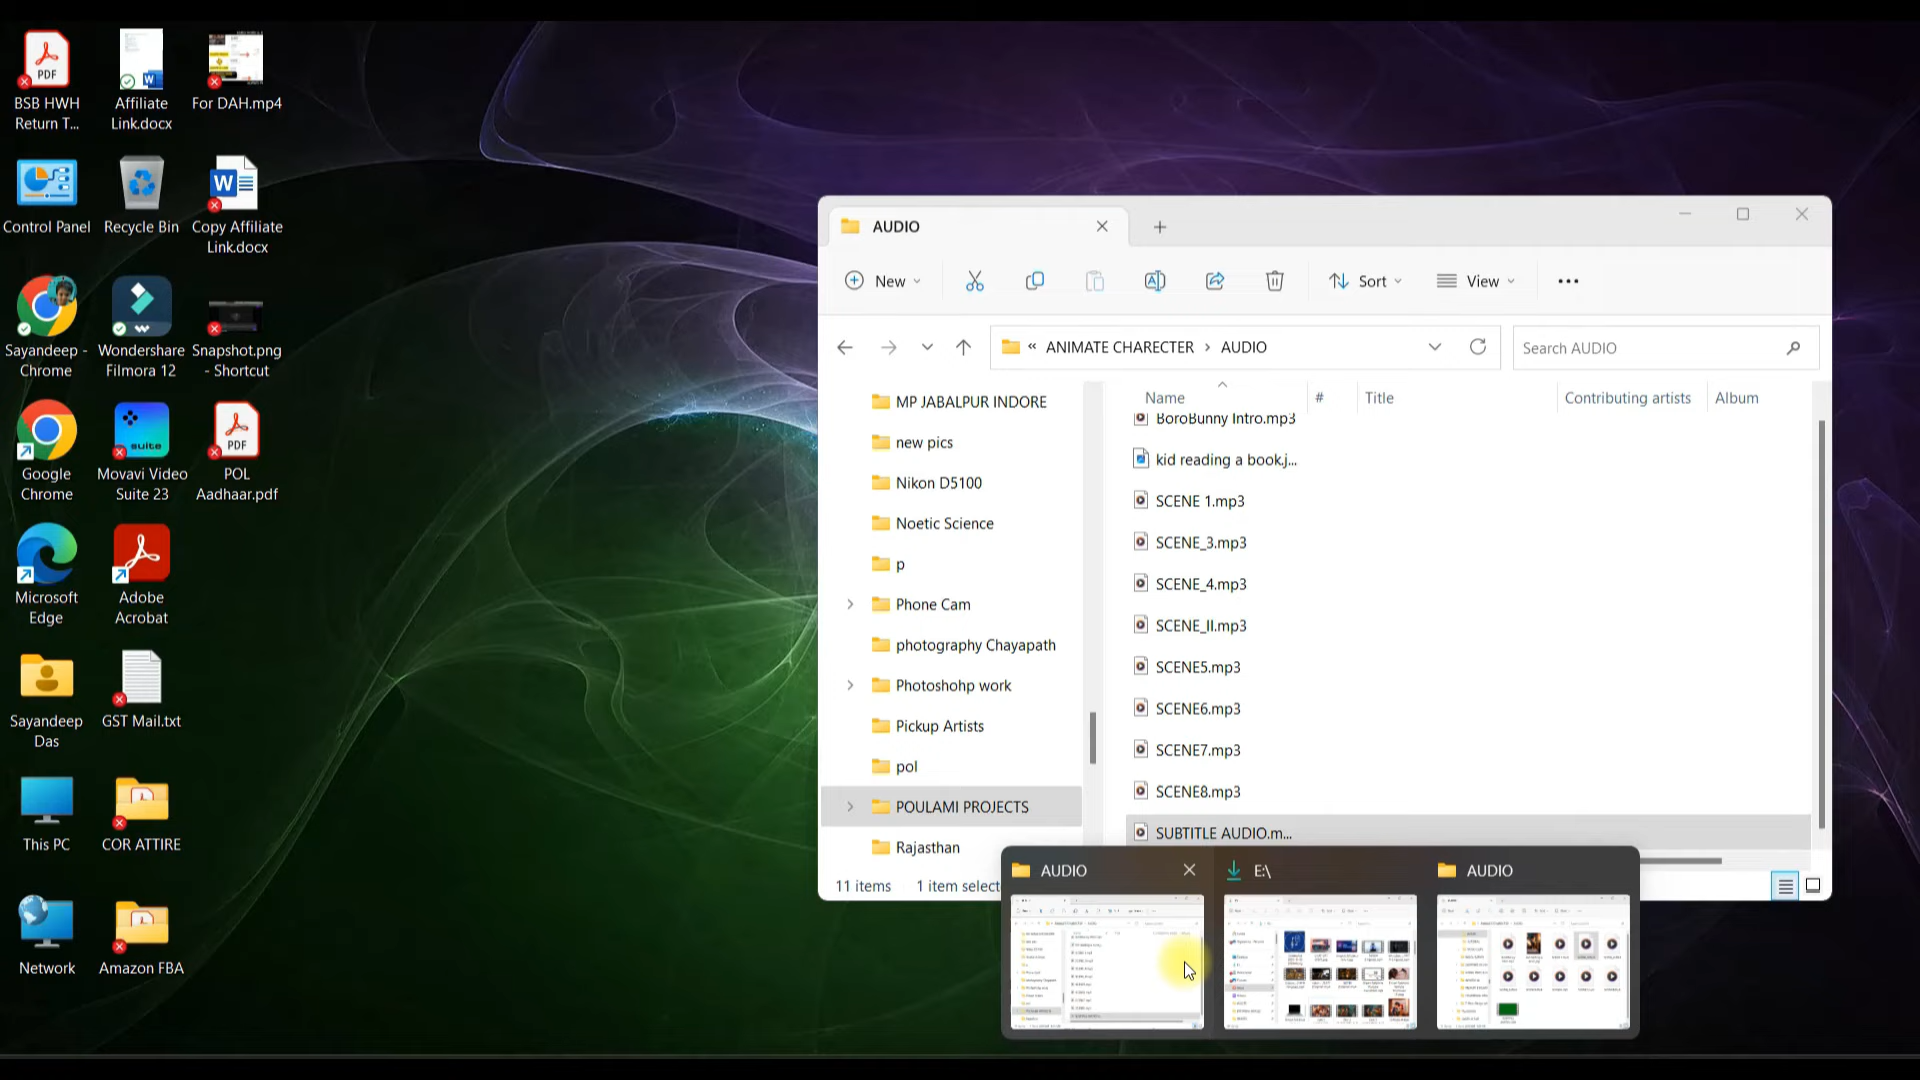 PDF
BSB HWH
Return T...
Affiliate
Link.docx
For DAH.mp4
Control Panel
Recycle Bin
Copy Affiliate
Link.docx
Sayandeep -
Chrome
Wondershare
Filmora 12
Snapshot.png
- Shortcut
Google
Chrome
suite
Movavi Video
Suite 23
PDF
POL
Aadhaar.pdf
Microsoft
Edge
Adobe
Acrobat
Sayandeep
Das
GST Mail.txt
This PC
COR ATTIRE
Network
Amazon FBA
AUDIO
New
Sort
View
« ANIMATE CHARECTER > AUDIO
Search AUDIO
MP JABALPUR INDORE
new pics
Nikon D5100
Noetic Science
p
Phone Cam
photography Chayapath
Photoshohp work
Pickup Artists
pol
POULAMI PROJECTS
Rajasthan
Name
#
Title
Contributing artists
Album
BoroBunny Intro.mp3
kid reading a book.j...
SCENE 1.mp3
SCENE_3.mp3
SCENE_4.mp3
SCENE_II.mp3
SCENE5.mp3
SCENE6.mp3
SCENE7.mp3
SCENE8.mp3
SUBTITLE AUDIO.m...
11 items
1 item select
AUDIO
E:\
AUDIO